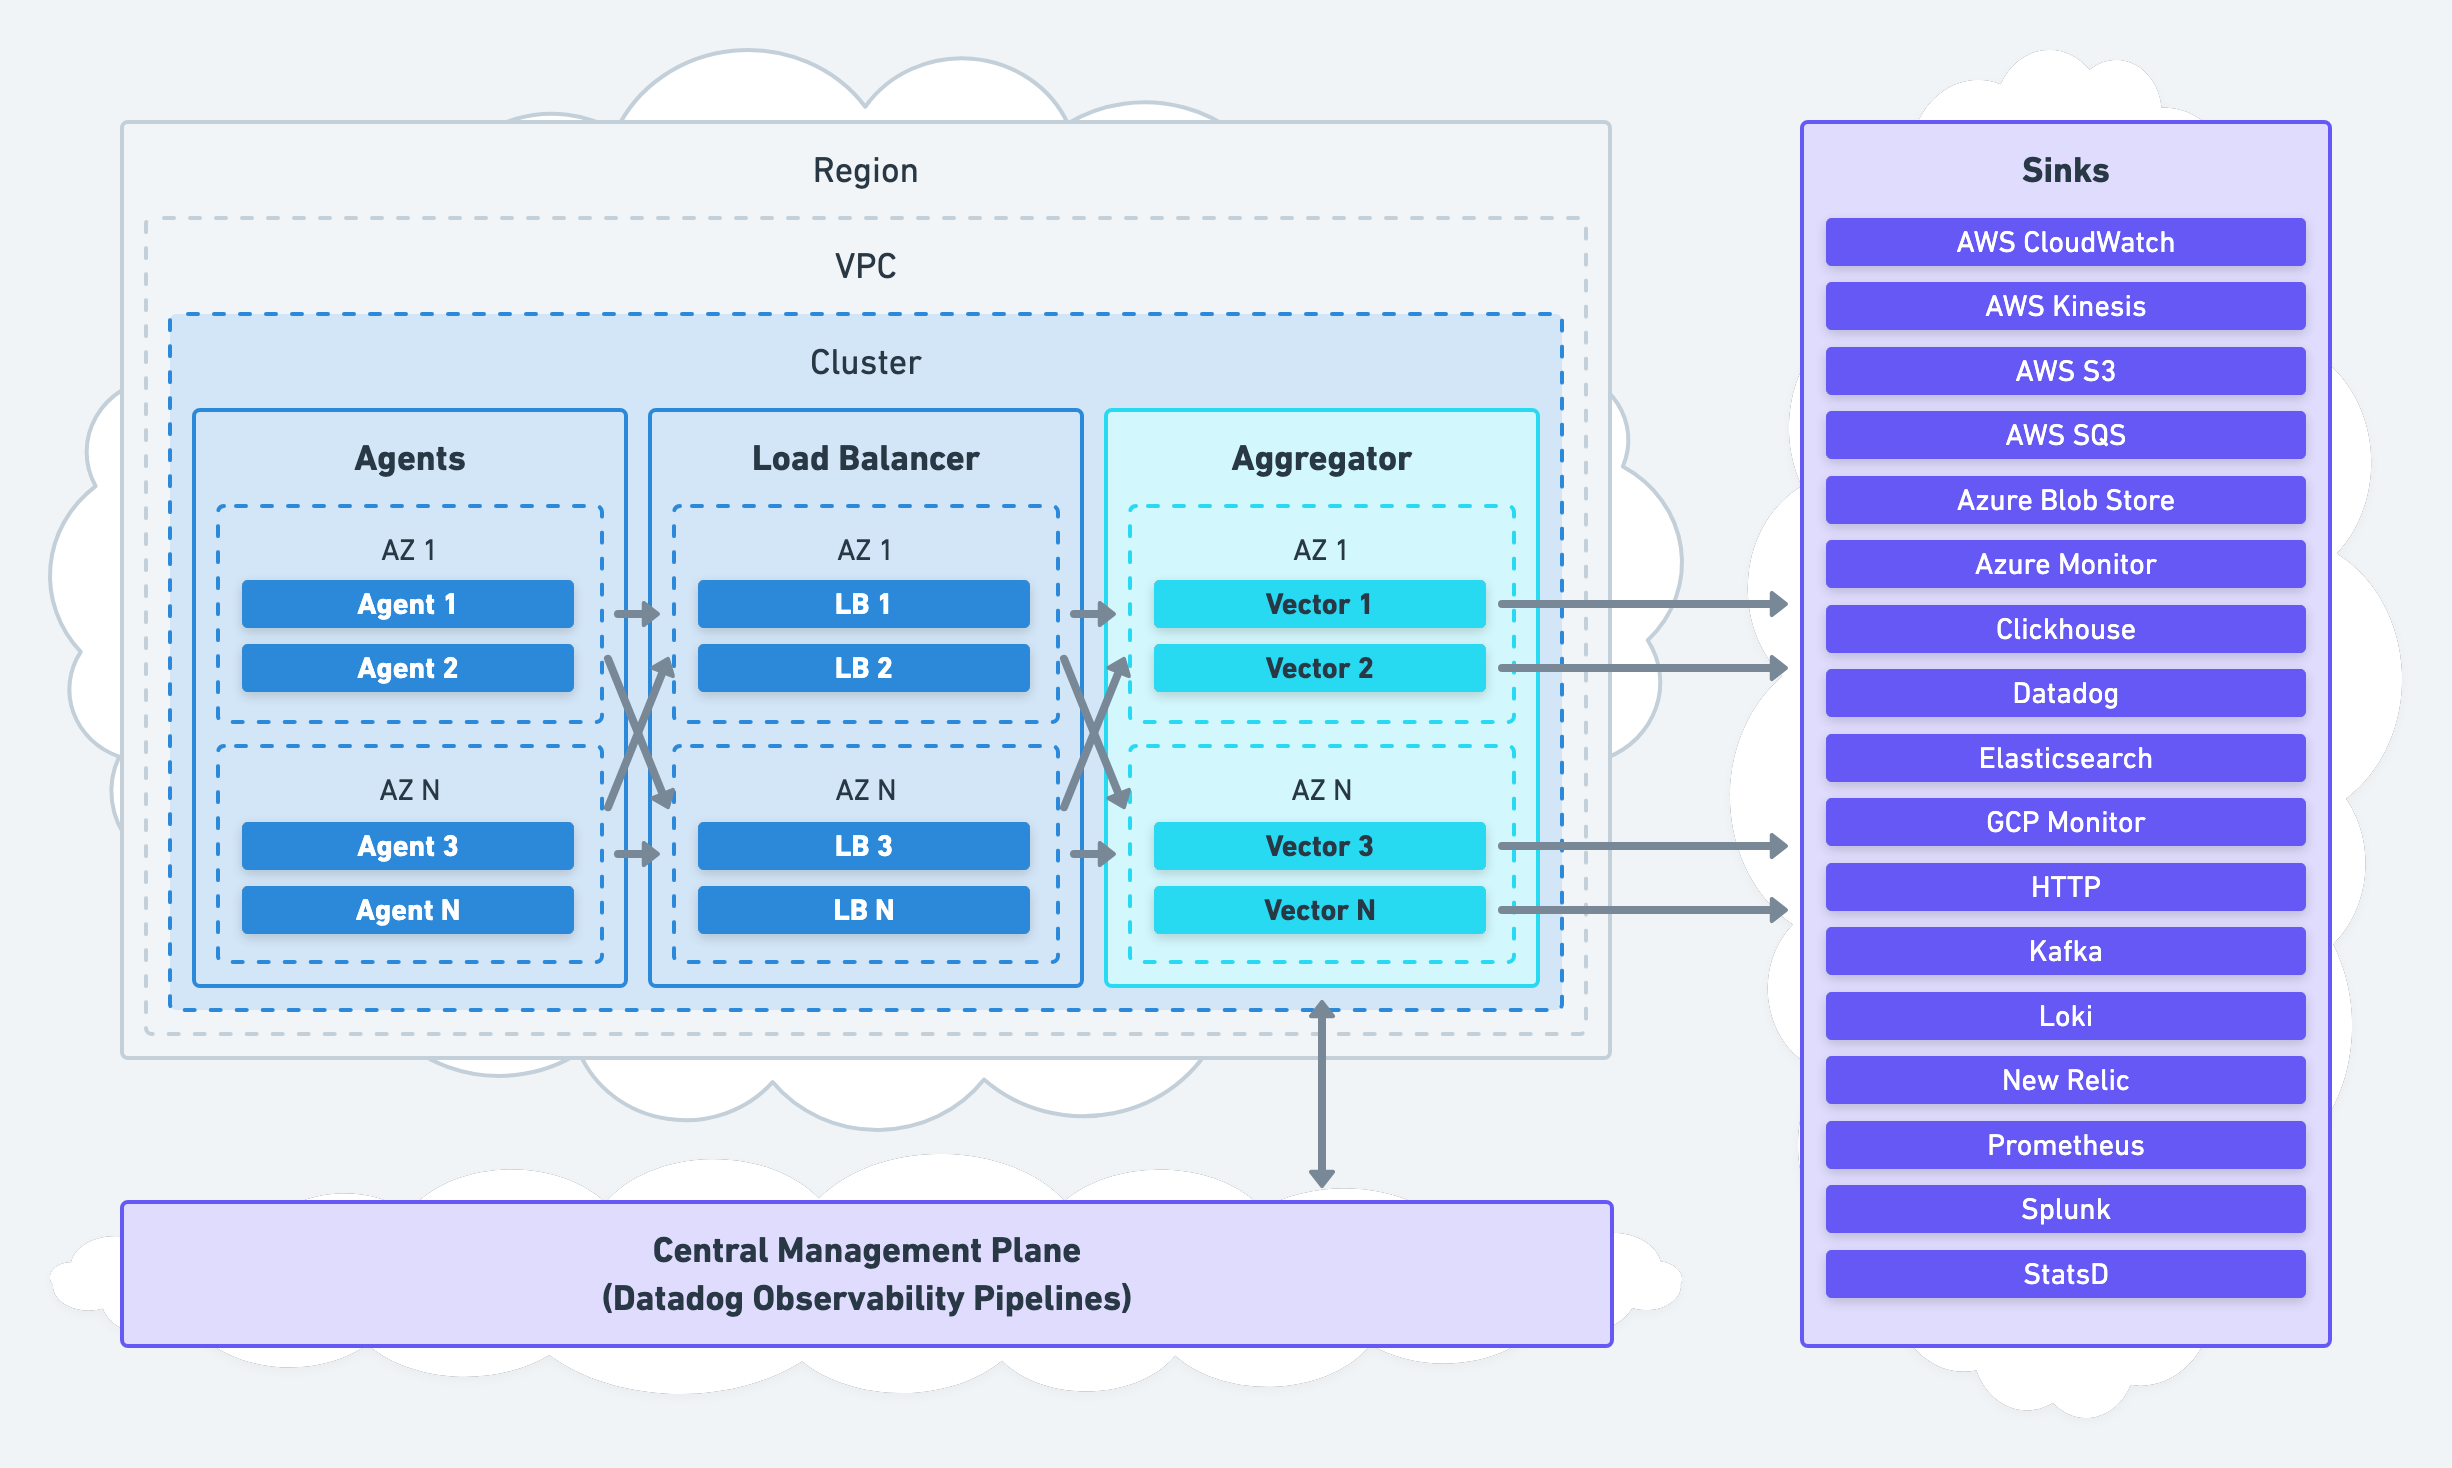 Region
VPC
Cluster
Agents
AZ 1
Agent 1
Agent 2
AZ N
Agent 3
Agent N
Load Balancer
AZ 1
LB 1
LB 2
AZ N
LB 3
LB N
Aggregator
AZ 1
Vector 1
Vector 2
AZ N
Vector 3
Vector N
Central Management Plane
(Datadog Observability Pipelines)
Sinks
AWS CloudWatch
AWS Kinesis
AWS S3
AWS SQS
Azure Blob Store
Azure Monitor
Clickhouse
Datadog
Elasticsearch
GCP Monitor
HTTP
Kafka
Loki
New Relic
Prometheus
Splunk
StatsD